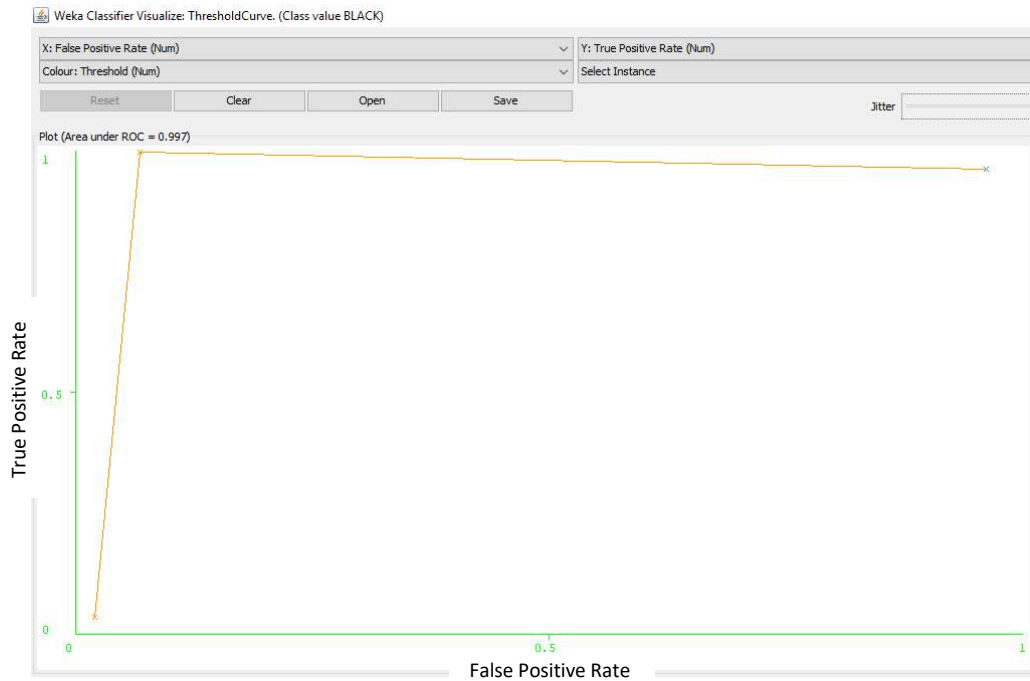 Weka Classifier Visualize: ThresholdCurve. (Class value BLACK)
X: False Positive Rate (Num)
Y: True Positive Rate (Num)
Colour: Threshold (Num)
Select Instance
Reset
Clear
Open
Save
Jitter
Plot (Area under ROC = 0.997)
1
0.5
0
True Positive Rate
0
0.5
1
False Positive Rate